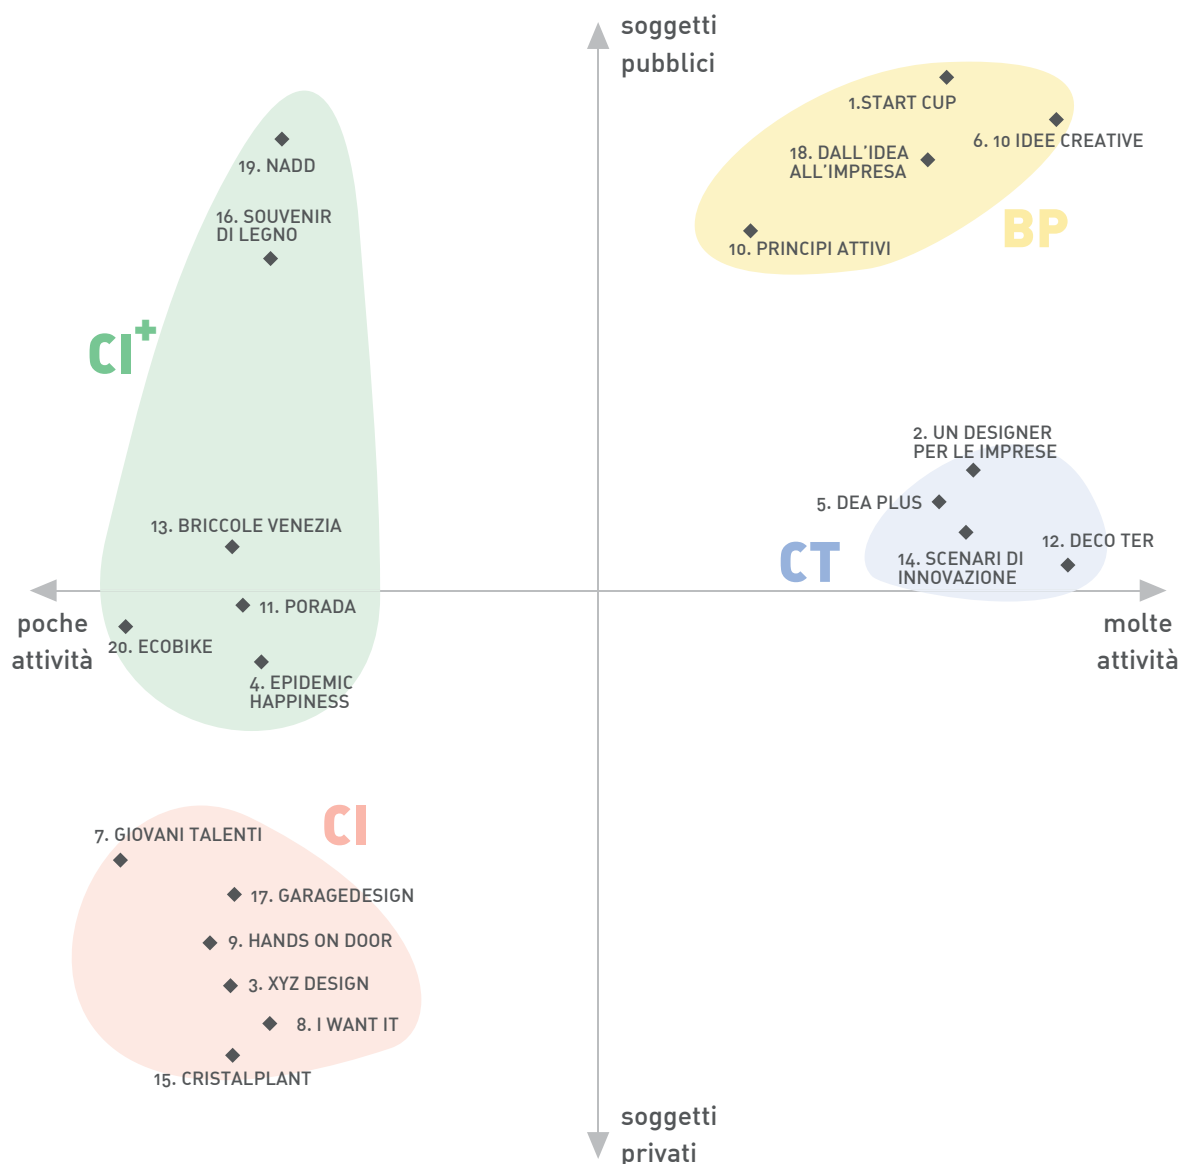 soggetti
pubblici
1.START CUP
6. 10 IDEE CREATIVE
18. DALL'IDEA
ALL'IMPRESA
19. NADD
16. SOUVENIR
DI LEGNO
BP
10. PRINCIPI ATTIVI
CI+
2. UN DESIGNER
PER LE IMPRESE
5. DEA PLUS
13. BRICCOLE VENEZIA
12. DECO TER
CT
14. SCENARI DI
INNOVAZIONE
11. PORADA
poche
attività
molte
attività
20. ECOBIKE
4. EPIDEMIC
HAPPINESS
CI
7. GIOVANI TALENTI
17. GARAGEDESIGN
9. HANDS ON DOOR
3. XYZ DESIGN
8. I WANT IT
15. CRISTALPLANT
soggetti
privati